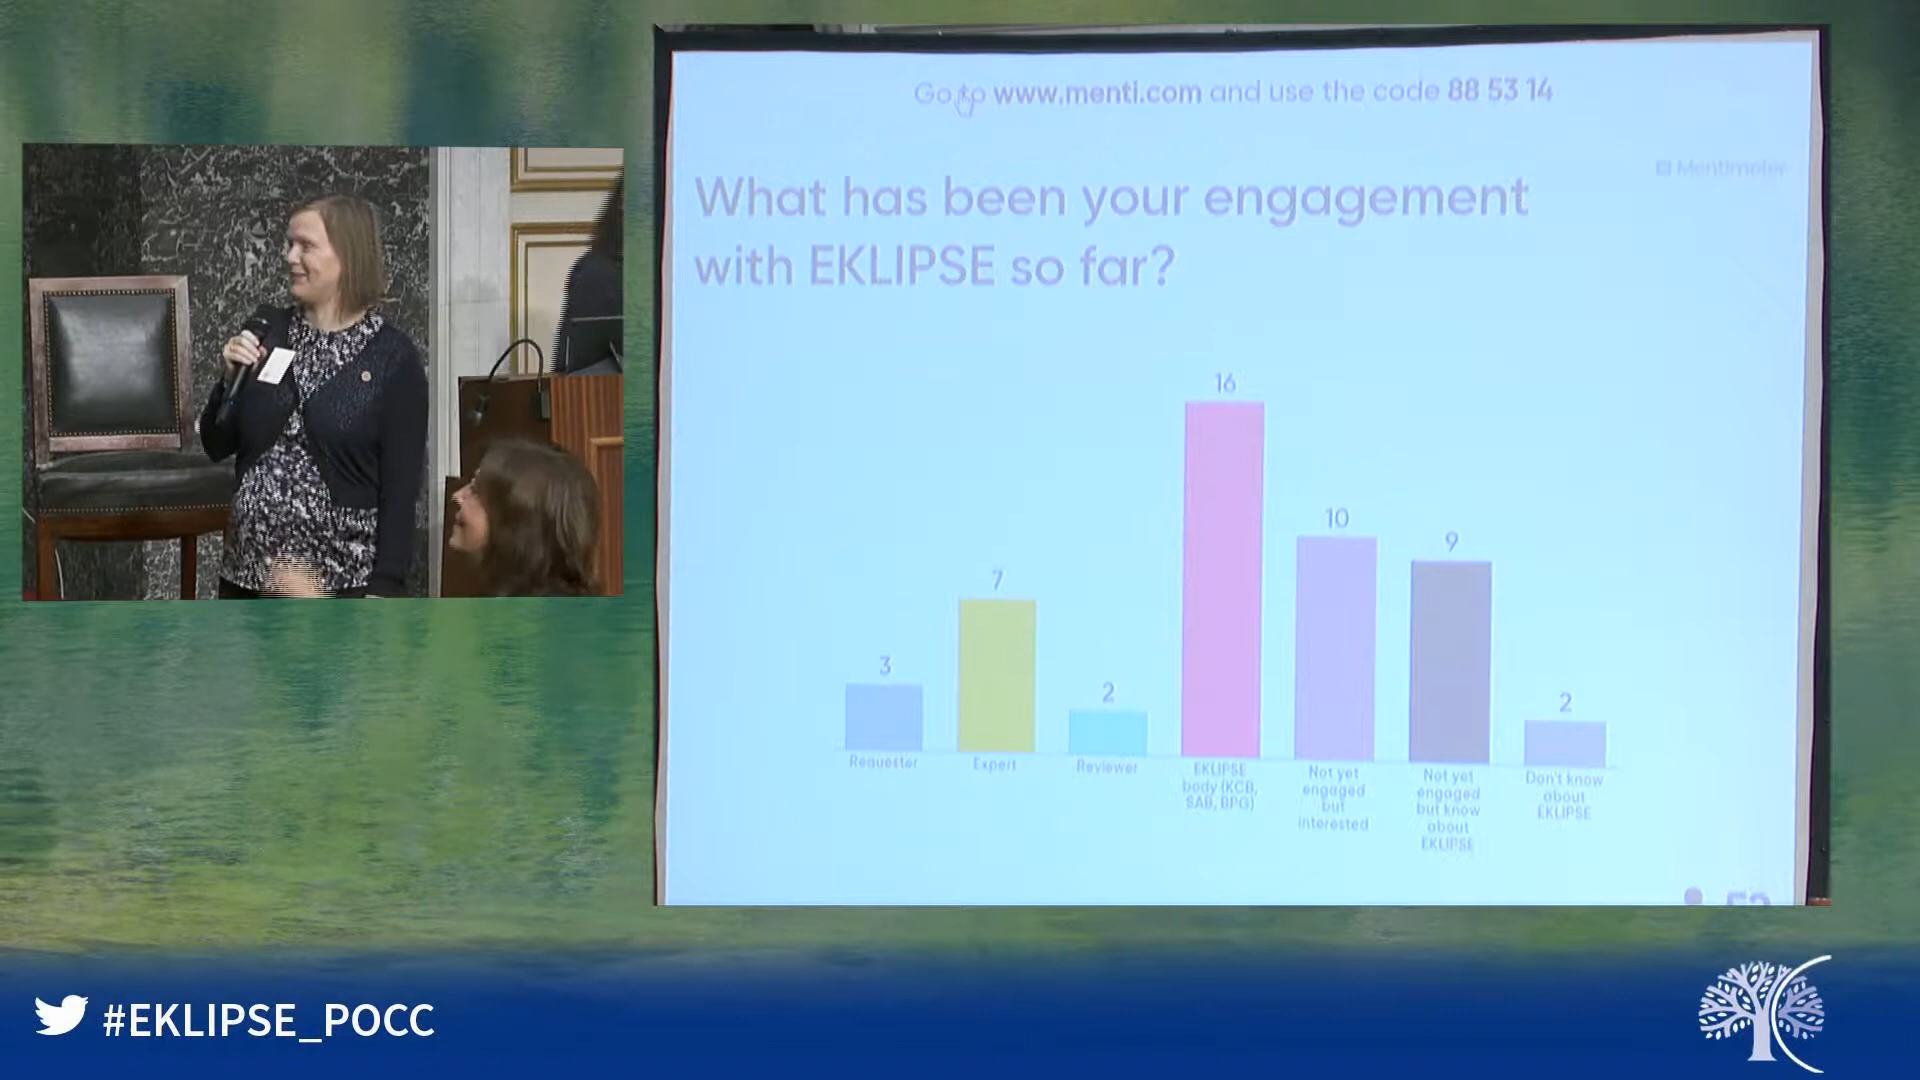 Go to www.menti.com and use the code 88 53 14
Mentimeter
What has been your engagement
with EKLIPSE so far?
16
10
9
7
3
2
2
Requester
Expert
Reviewer
EKLIPSE
body (KCB,
SAB, BPG)
Not yet
engaged
but
interested
Not yet
engaged
but know
about
EKLIPSE
Don't know
about
EKLIPSE
#EKLIPSE_POCC